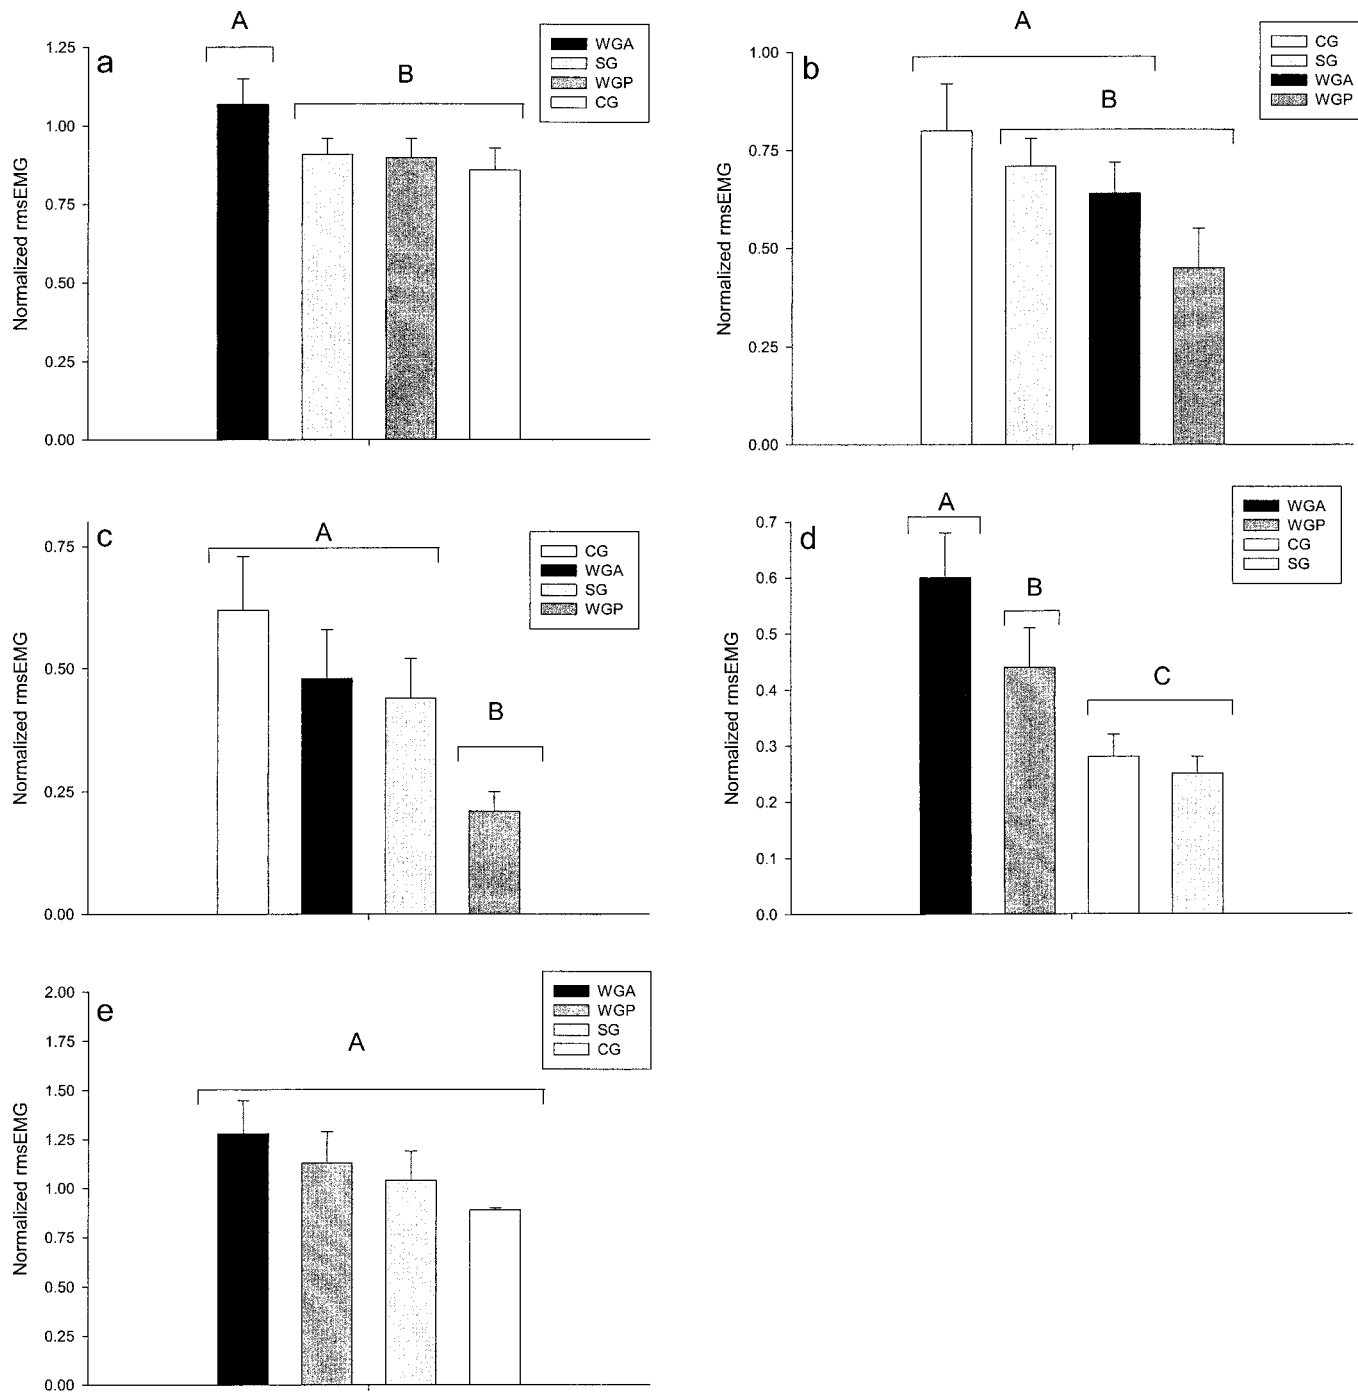 a
A
B
WGA
SG
WGP
CG
1.25
1.00
0.75
0.50
0.25
0.00
Normalized rmsEMG
b
A
B
CG
SG
WGA
WGP
1.00
0.75
0.50
0.25
0.00
Normalized rmsEMG
c
A
B
CG
WGA
SG
WGP
0.75
0.50
0.25
0.00
Normalized rmsEMG
d
A
B
C
WGA
WGP
CG
SG
0.7
0.6
0.5
0.4
0.3
0.2
0.1
0.0
Normalized rmsEMG
e
A
WGA
WGP
SG
CG
2.00
1.75
1.50
1.25
1.00
0.75
0.50
0.25
0.00
Normalized rmsEMG